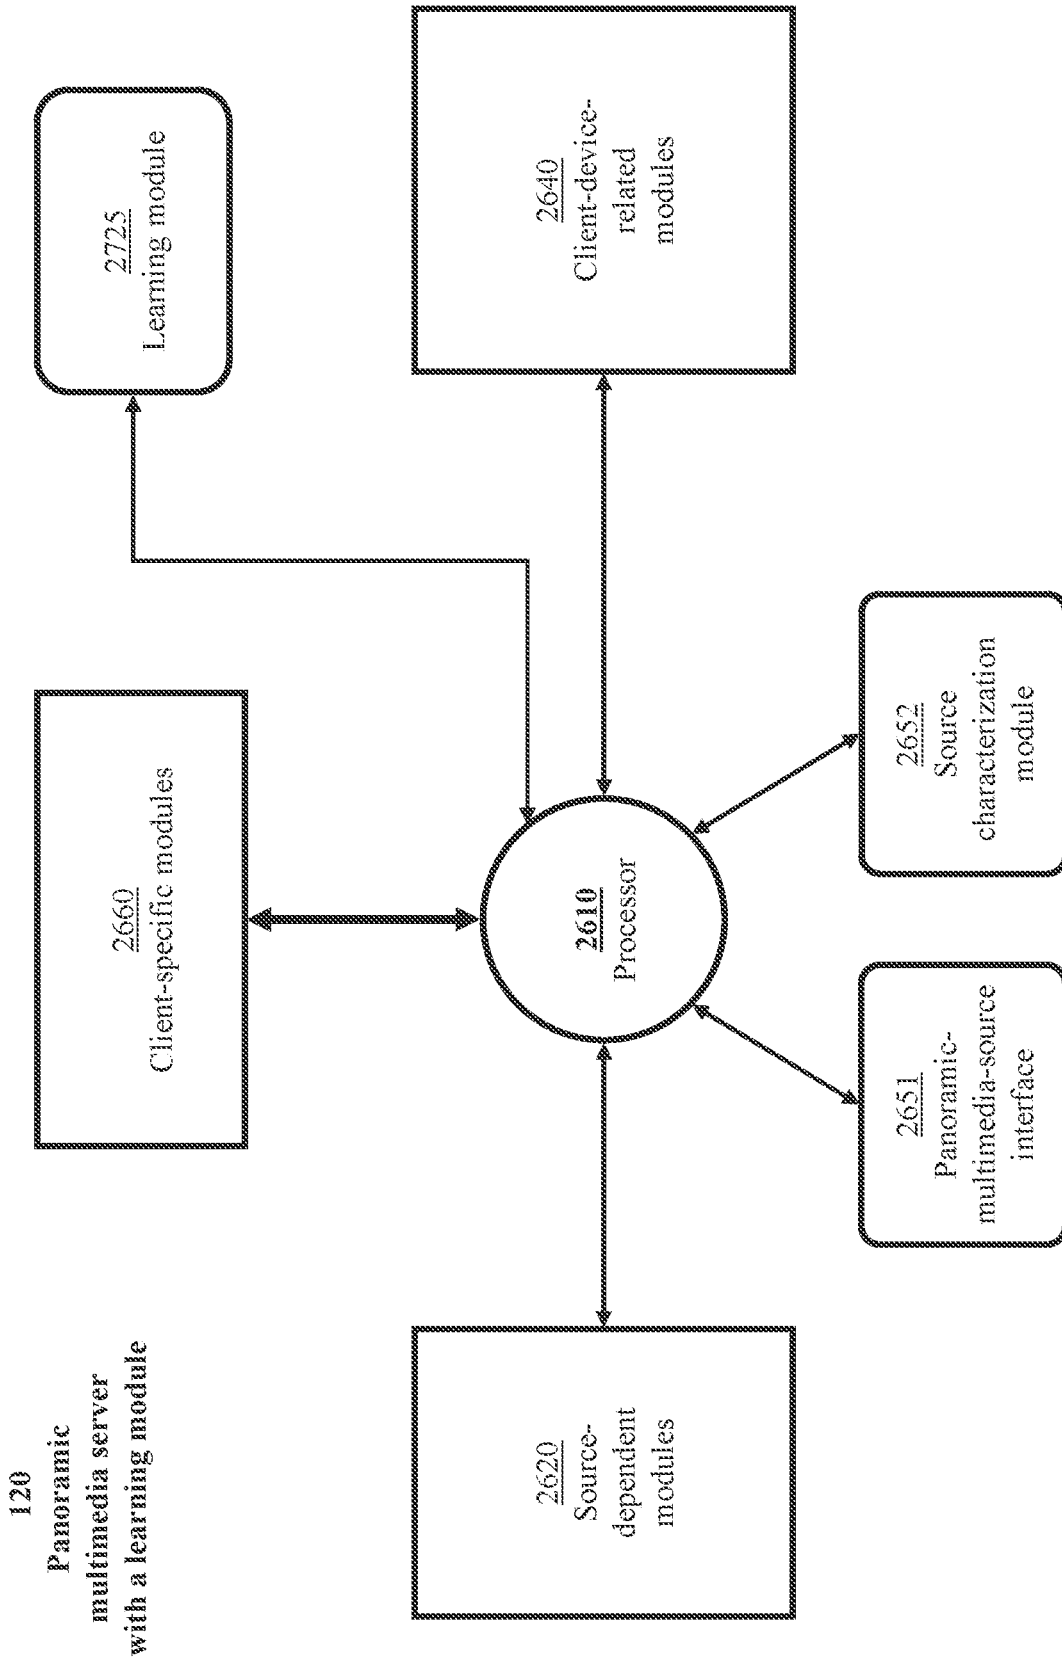 120
Panoramic
multimedia server
with a learning module
2660
Client-specific modules
2725
Learning module
2620
Source-
dependent
modules
2610
Processor
2640
Client-device-
related
modules
2651
Panoramic-
multimedia-source
interface
2652
Source
characterization
module